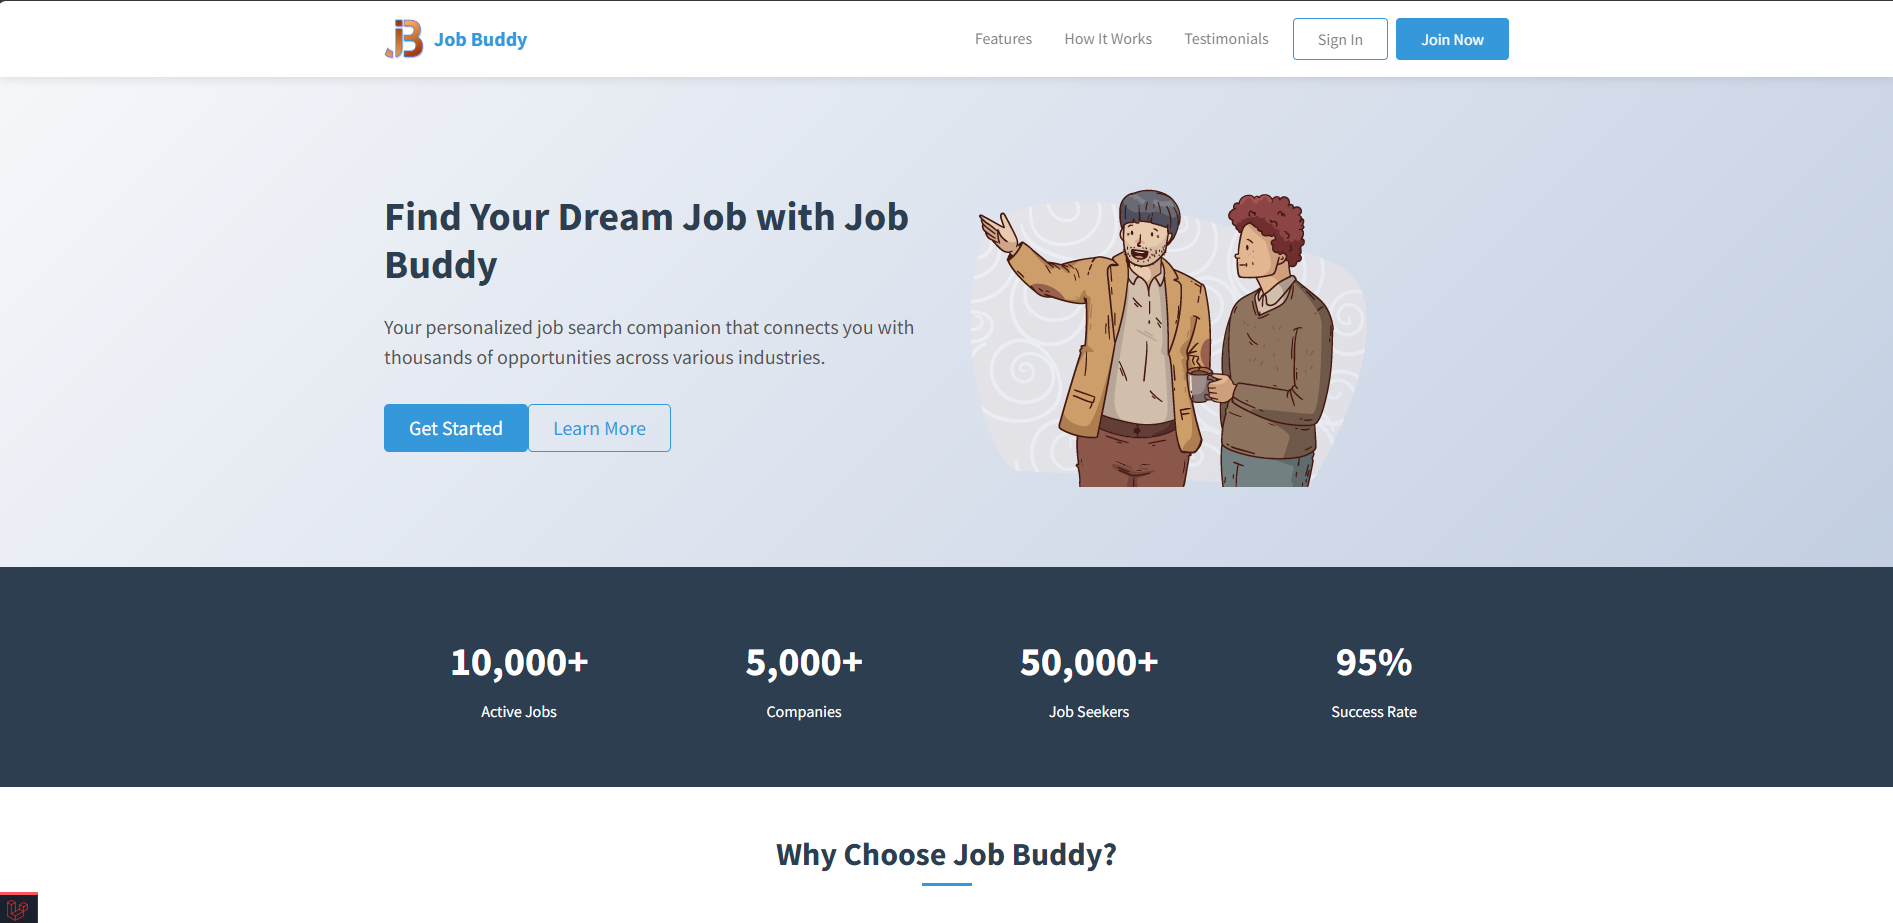 JB Job Buddy
Features
How It Works
Testimonials
Sign In
Join Now
Find Your Dream Job with Job
Buddy
Your personalized job search companion that connects you with
thousands of opportunities across various industries.
Get Started
Learn More
10,000+
Active Jobs
5,000+
Companies
50,000+
Job Seekers
95%
Success Rate
Why Choose Job Buddy?